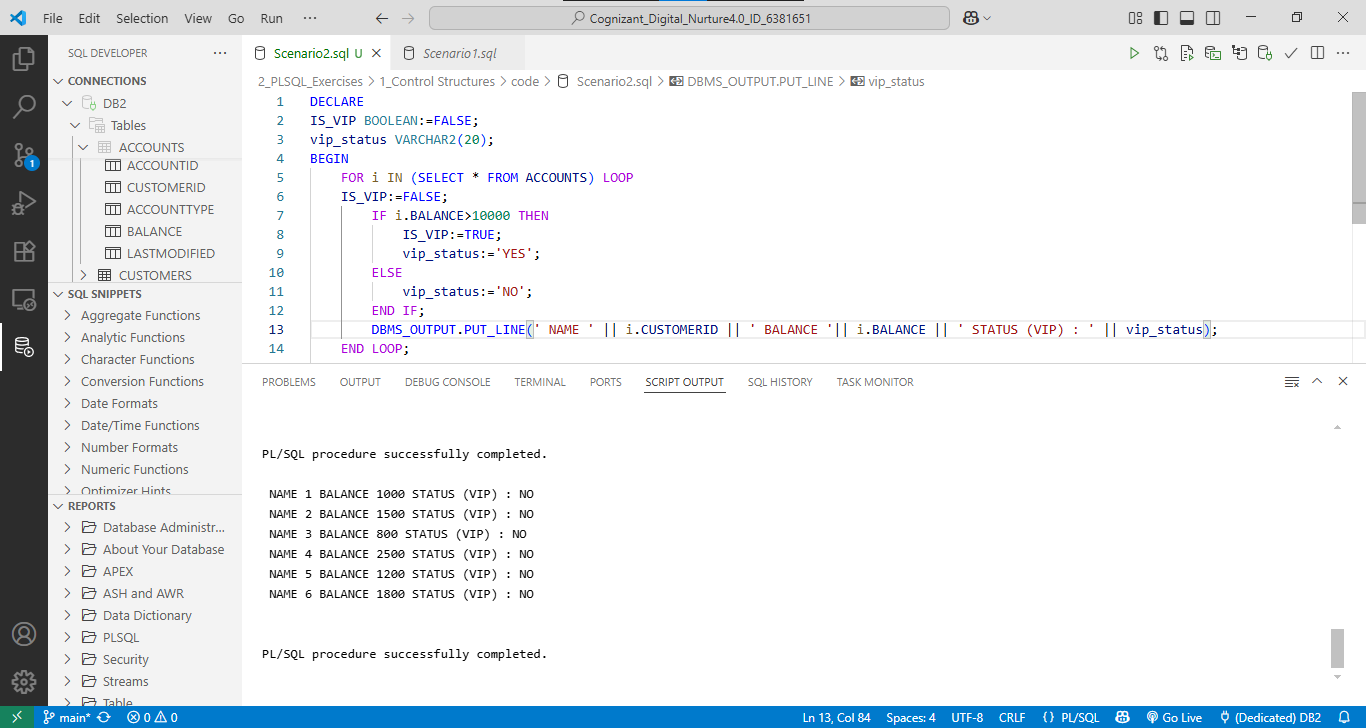 File Edit Selection View Go Run ··· Cognizant_Digital_Nurture4.0_ID_6381651
SQL DEVELOPER ···
CONNECTIONS
DB2
Tables
ACCOUNTS
ACCOUNTID
CUSTOMERID
ACCOUNTTYPE
BALANCE
LASTMODIFIED
CUSTOMERS
SQL SNIPPETS
Aggregate Functions
Analytic Functions
Character Functions
Conversion Functions
Date Formats
Date/Time Functions
Number Formats
Numeric Functions
Optimizer Hints
REPORTS
Database Administr...
About Your Database
APEX
ASH and AWR
Data Dictionary
PLSQL
Security
Streams
Table
1
Scenario2.sql U Scenario1.sql
2_PLSQL_Exercises > 1_Control Structures > code > Scenario2.sql > DBMS_OUTPUT.PUT_LINE > vip_status
1 DECLARE
2 IS_VIP BOOLEAN:=FALSE;
3 vip_status VARCHAR2(20);
4 BEGIN
5 FOR i IN (SELECT * FROM ACCOUNTS) LOOP
6 IS_VIP:=FALSE;
7 IF i.BALANCE>10000 THEN
8 IS_VIP:=TRUE;
9 vip_status:='YES';
10 ELSE
11 vip_status:='NO';
12 END IF;
13 DBMS_OUTPUT.PUT_LINE(' NAME ' || i.CUSTOMERID || ' BALANCE '|| i.BALANCE || ' STATUS (VIP) : ' || vip_status);
14 END LOOP;
PROBLEMS OUTPUT DEBUG CONSOLE TERMINAL PORTS SCRIPT OUTPUT SQL HISTORY TASK MONITOR
PL/SQL procedure successfully completed.
NAME 1 BALANCE 1000 STATUS (VIP) : NO
NAME 2 BALANCE 1500 STATUS (VIP) : NO
NAME 3 BALANCE 800 STATUS (VIP) : NO
NAME 4 BALANCE 2500 STATUS (VIP) : NO
NAME 5 BALANCE 1200 STATUS (VIP) : NO
NAME 6 BALANCE 1800 STATUS (VIP) : NO
PL/SQL procedure successfully completed.
main* 0 0 Ln 13, Col 84 Spaces: 4 UTF-8 CRLF {} PL/SQL Go Live (Dedicated) DB2